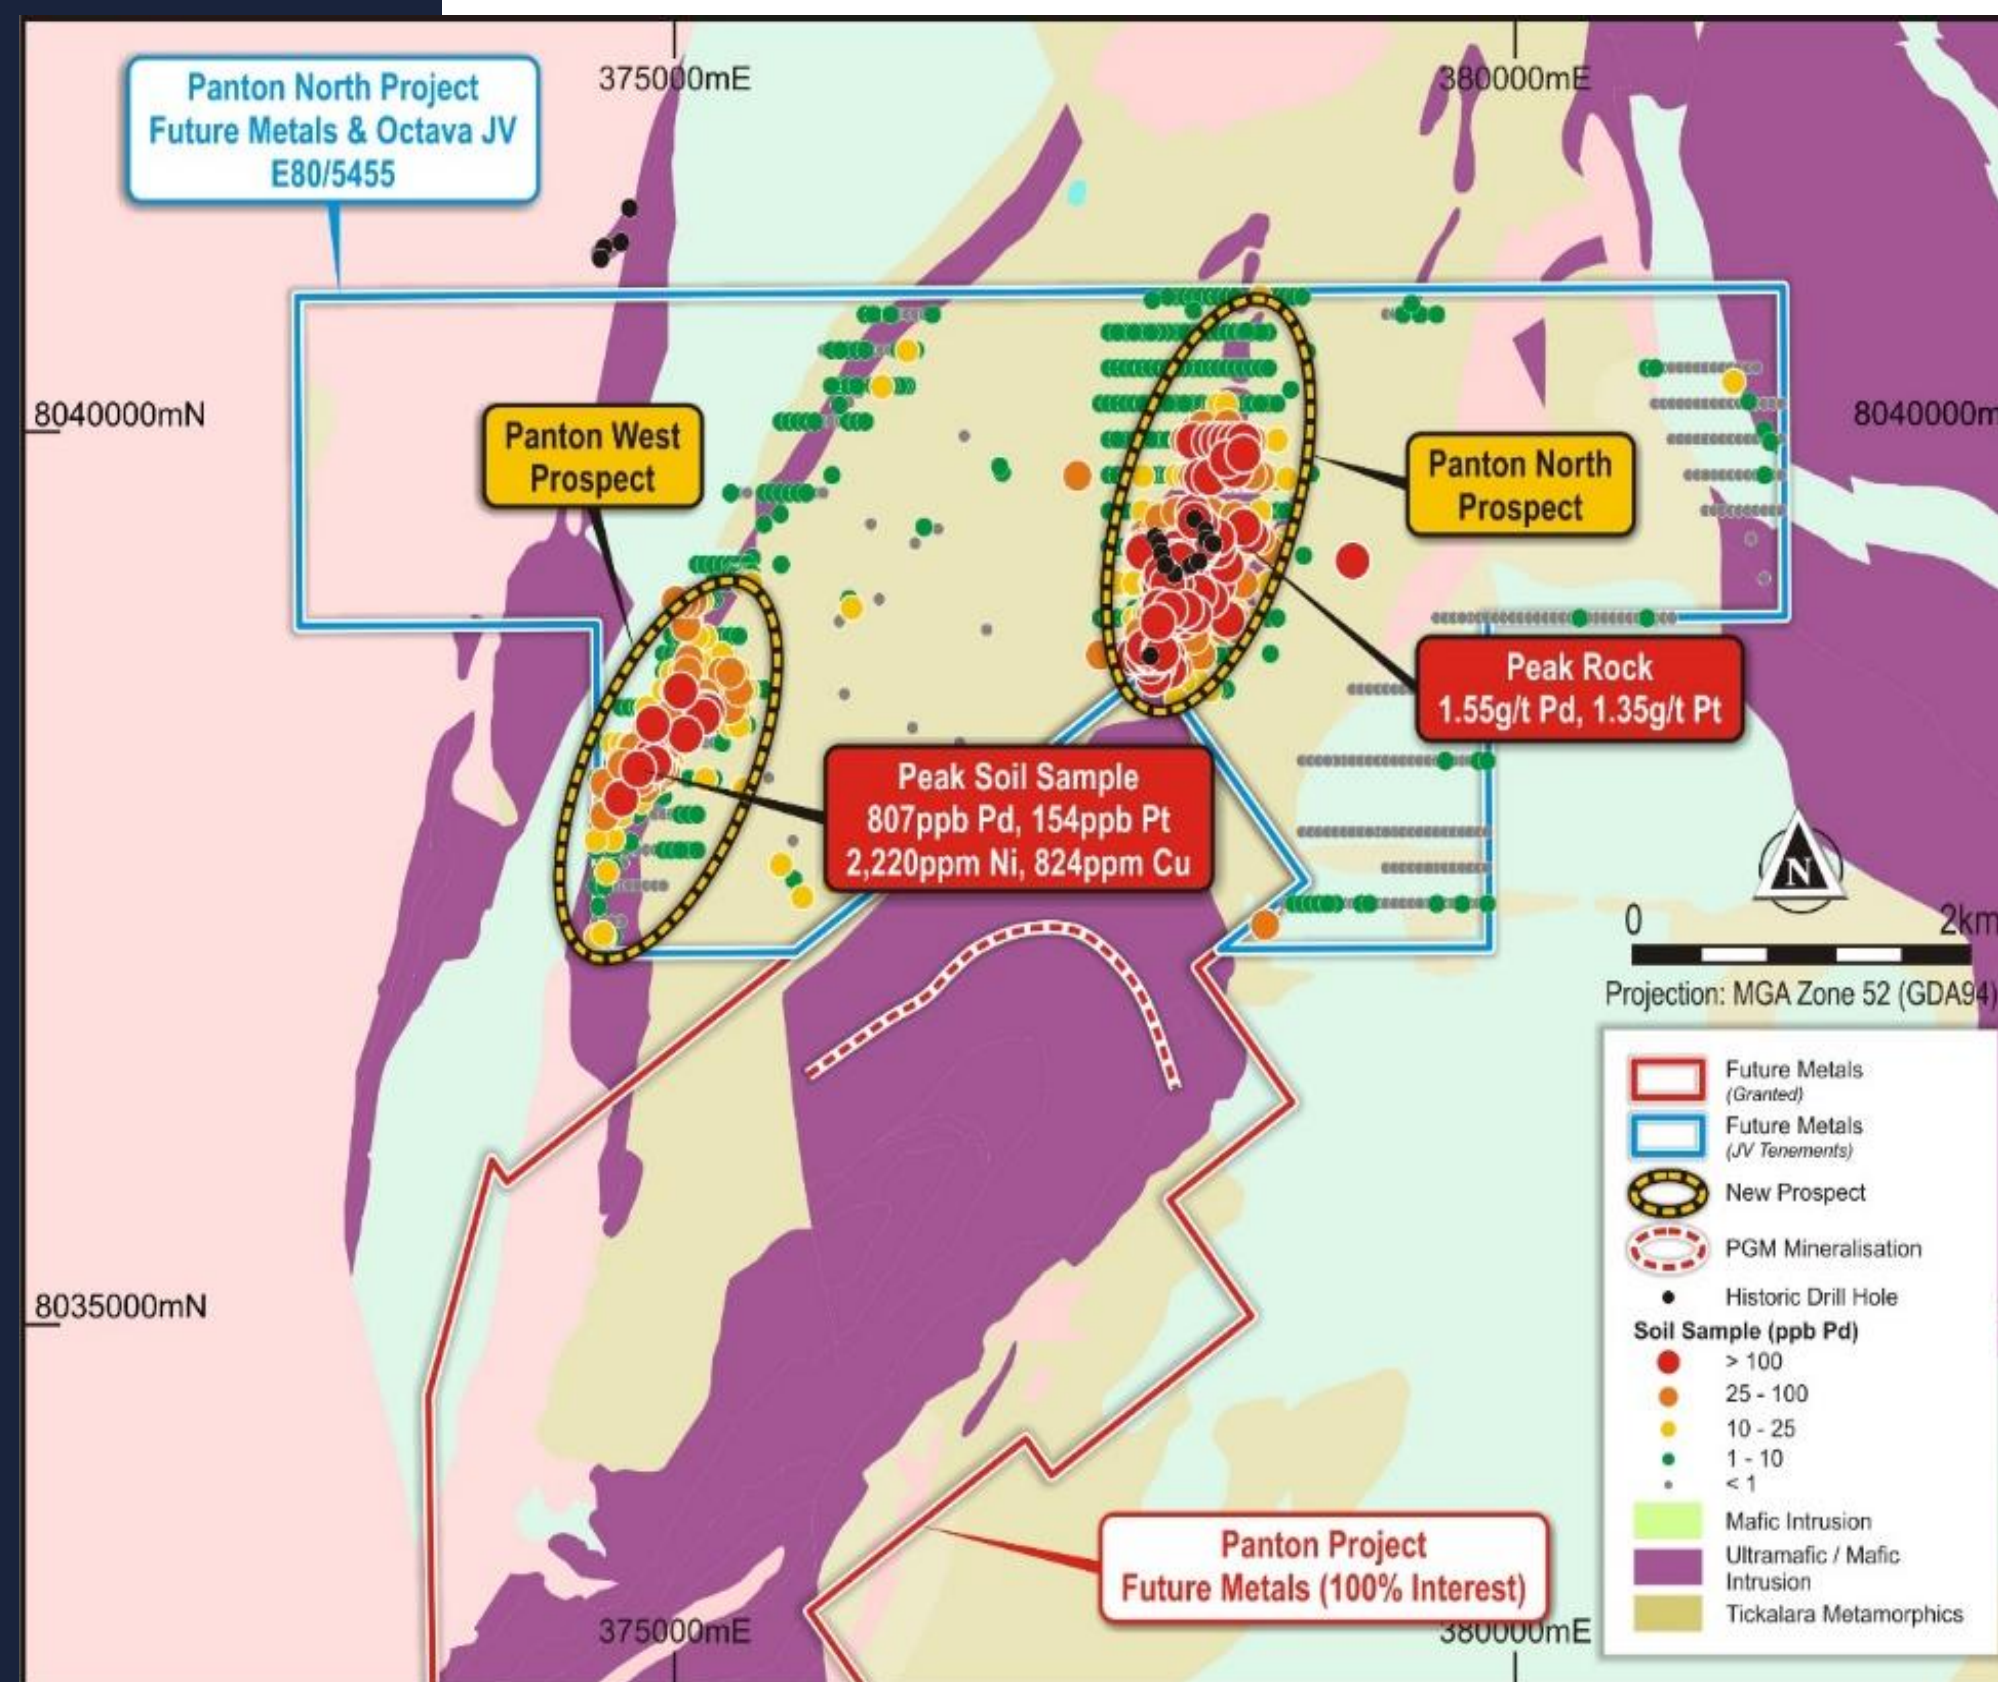 375000mE
380000mE
Panton North Project
Future Metals & Octava JV
E80/5455
8040000mN
8040000m
Panton West
Prospect
Panton North
Prospect
Peak Rock
1.55g/t Pd, 1.35g/t Pt
Peak Soil Sample
807ppb Pd, 154ppb Pt
2,220ppm Ni, 824ppm Cu
N
0
2km
Projection: MGA Zone 52 (GDA94)
Future Metals
(Granted)
Future Metals
(JV Tenements)
New Prospect
PGM Mineralisation
Historic Drill Hole
Soil Sample (ppb Pd)
> 100
25 - 100
10 - 25
1 - 10
< 1
Mafic Intrusion
Ultramafic / Mafic
Intrusion
Tickalara Metamorphics
8035000mN
Panton Project
Future Metals (100% Interest)
375000mE
380000mE